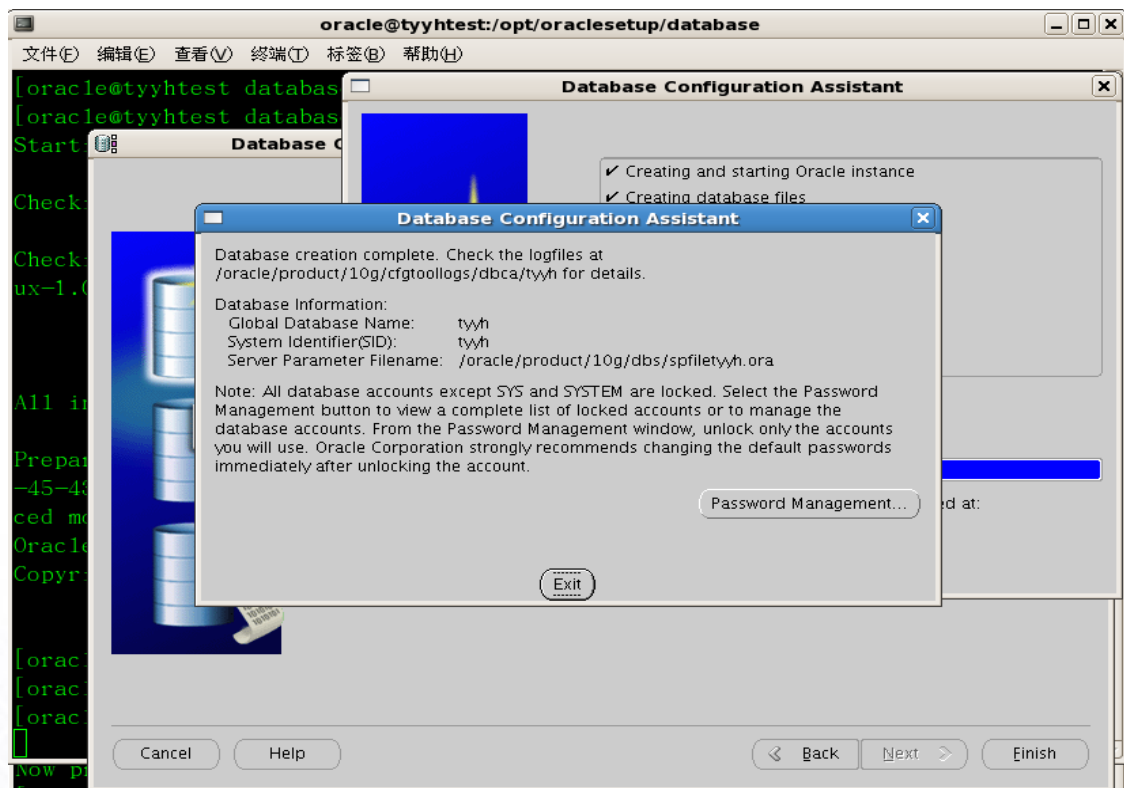 oracle@tyyhtest:/opt/oraclesetup/database
文件(F) 编辑(E) 查看(V) 终端(T) 标签(B) 帮助(H)
[oracle@tyyhtest databas
[oracle@tyyhtest databas
Database Configuration Assistant
Start
Database C
✔ Creating and starting Oracle instance
✔ Creating database files
Check
Database Configuration Assistant
Database creation complete. Check the logfiles at
/oracle/product/10g/cfgtoollogs/dbca/tyyh for details.
Database Information:
Global Database Name: tyyh
System Identifier(SID): tyyh
Server Parameter Filename: /oracle/product/10g/dbs/spfiletyyh.ora
Note: All database accounts except SYS and SYSTEM are locked. Select the Password
Management button to view a complete list of locked accounts or to manage the
database accounts. From the Password Management window, unlock only the accounts
you will use. Oracle Corporation strongly recommends changing the default passwords
immediately after unlocking the account.
Password Management...
Exit
Check
ux-1.0
All in
Prepar
-45-43
ced mo
Oracle
Copyr
ed at:
[orac
[orac
[orac
Now pr
Cancel
Help
Back
Next
Finish